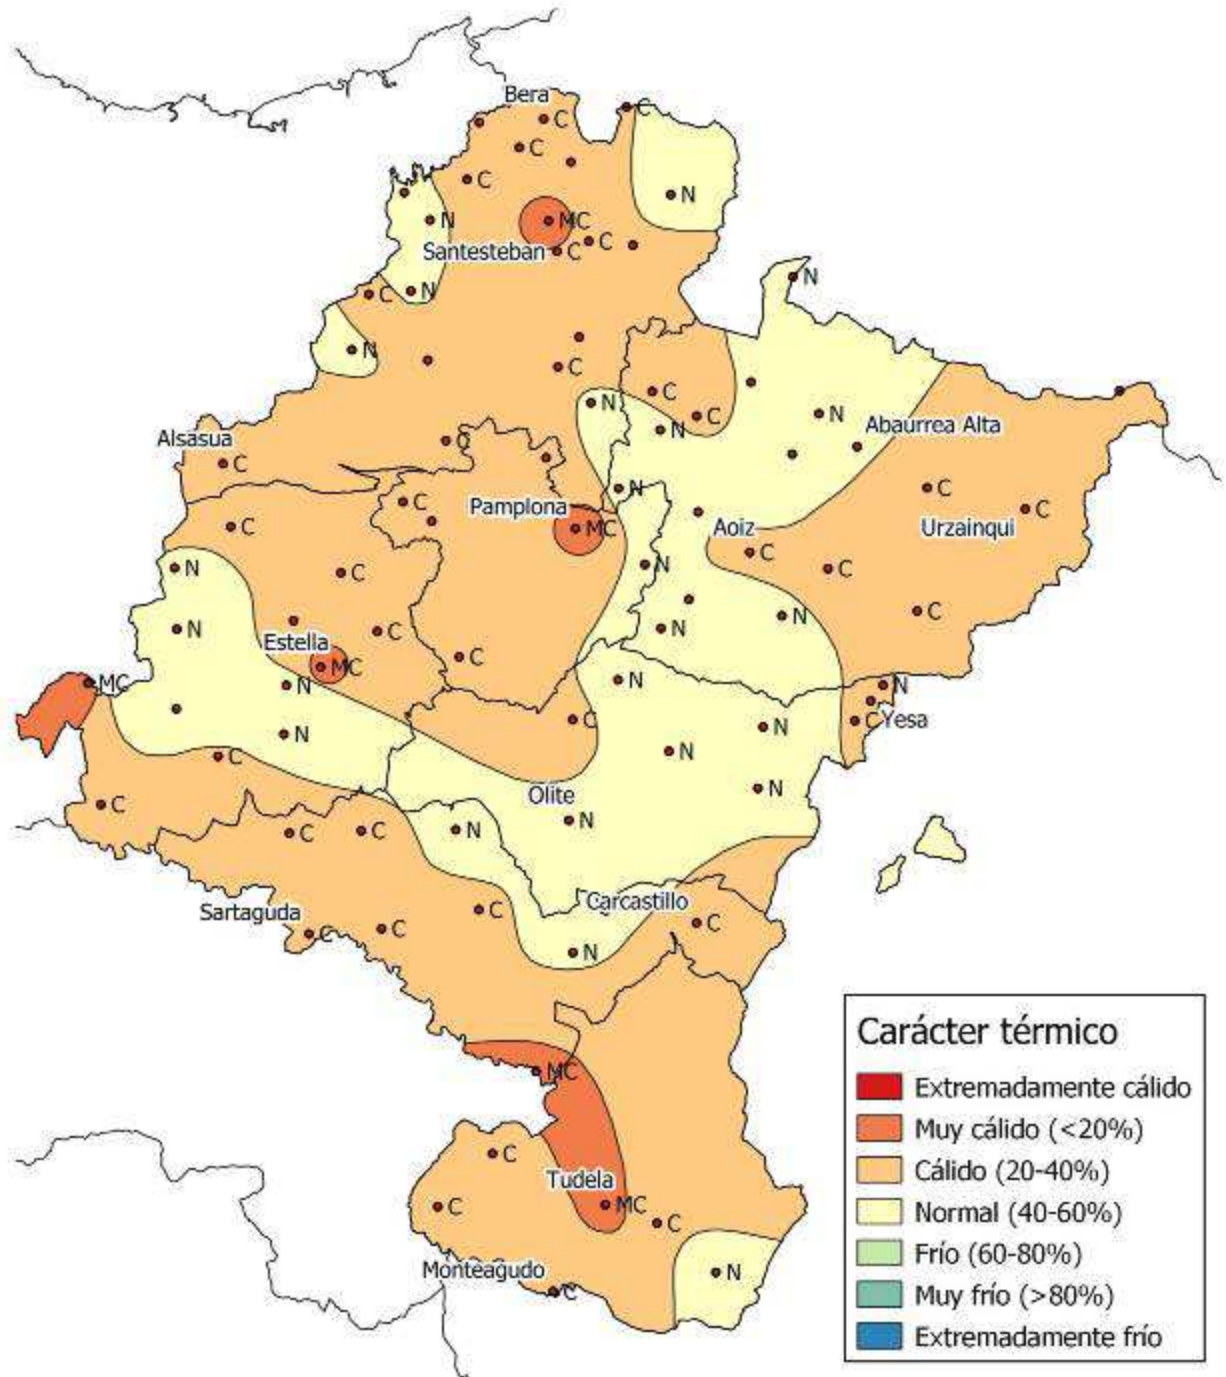 Bera
C
C
C
C
N
MC
N
C
C
Santesteban
N
C
N
N
C
C
N
C
N
N
Abaurrea Alta
Alsasua
C
C
N
C
C
Pamplona
MC
Aoiz
C
Urzainqui
C
C
N
C
N
C
C
N
N
C
N
Estella
MC
C
N
MC
N
N
C
C Yesa
N
N
N
C
N
C
Olite
N
C
C
N
Carcastillo
C
Sartaguda
C
C
C
N
MC
C
Tudela
MC
C
C
Monteagudo
N
C
Carácter térmico
Extremadamente cálido
Muy cálido (<20%)
Cálido (20-40%)
Normal (40-60%)
Frío (60-80%)
Muy frío (>80%)
Extremadamente frío